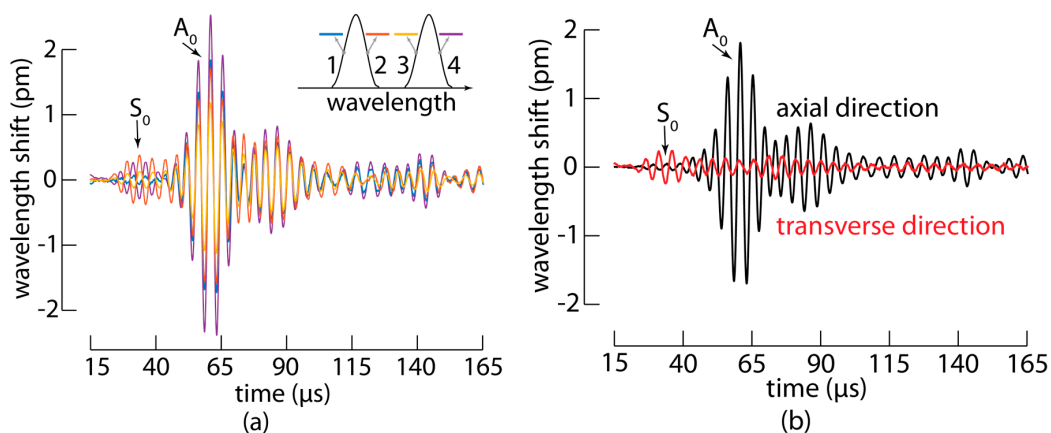 wavelength shift (pm)
2
1
0
-1
-2
A0
S0
1 2 3 4
wavelength
15 40 65 90 115 140 165
time (μs)
(a)
wavelength shift (pm)
2
1
0
-1
-2
A0
S0
axial direction
transverse direction
15 40 65 90 115 140 165
time (μs)
(b)